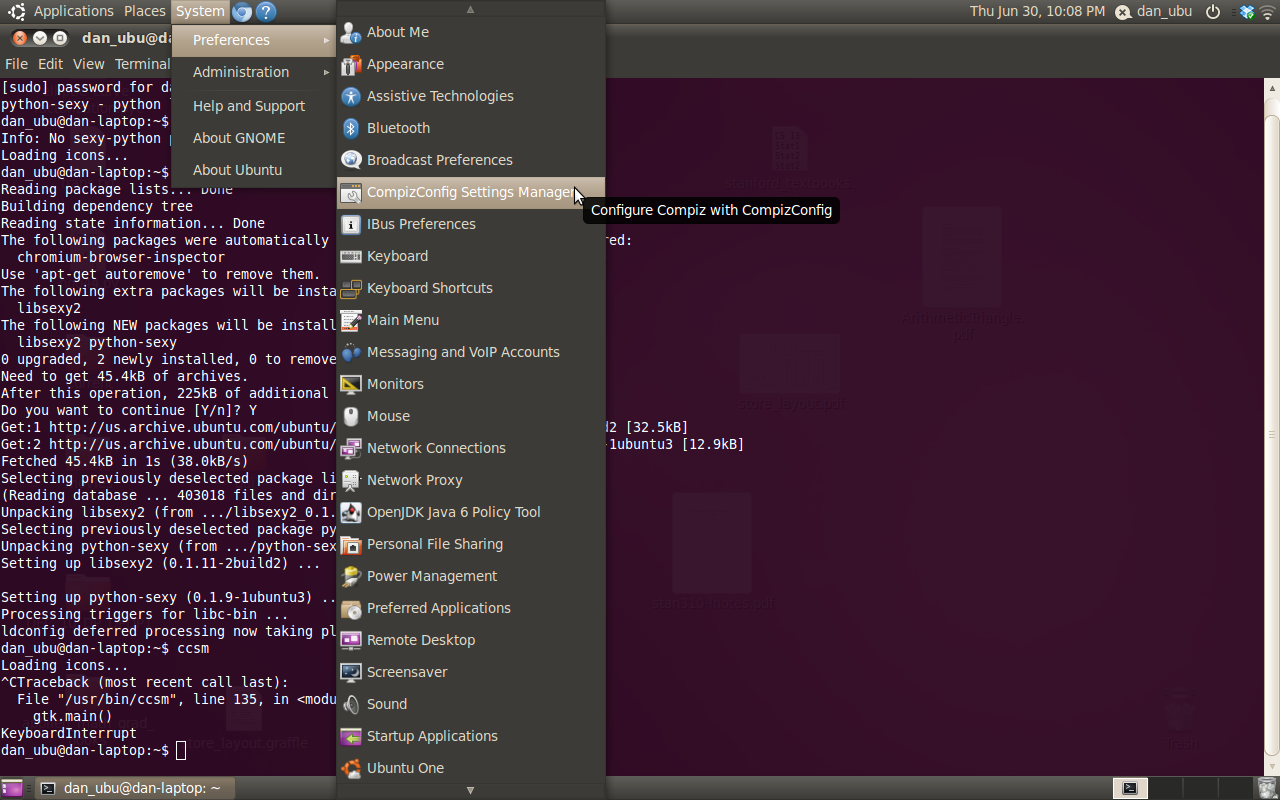 Applications Places System
Thu Jun 30, 10:08 PM dan_ubu
dan_ubu@da
File Edit View Terminal
Preferences
Administration
Help and Support
About GNOME
About Ubuntu
About Me
Appearance
Assistive Technologies
Bluetooth
Broadcast Preferences
CompizConfig Settings Manager
Configure Compiz with CompizConfig
IBus Preferences
Keyboard
Keyboard Shortcuts
Main Menu
Messaging and VoIP Accounts
Monitors
Mouse
Network Connections
Network Proxy
OpenJDK Java 6 Policy Tool
Personal File Sharing
Power Management
Preferred Applications
Remote Desktop
Screensaver
Sound
Startup Applications
Ubuntu One
[sudo] password for da
python-sexy - python
dan_ubu@dan-laptop:~$
Info: No sexy-python p
Loading icons...
dan_ubu@dan-laptop:~$
Reading package lists... Done
Building dependency tree
Reading state information... Done
The following packages were automatically red:
chromium-browser-inspector
Use 'apt-get autoremove' to remove them.
The following extra packages will be insta
libsexy2
The following NEW packages will be install
libsexy2 python-sexy
0 upgraded, 2 newly installed, 0 to remove
Need to get 45.4kB of archives.
After this operation, 225kB of additional
Do you want to continue [Y/n]? Y
Get:1 http://us.archive.ubuntu.com/ubuntu/ d2 [32.5kB]
Get:2 http://us.archive.ubuntu.com/ubuntu/ -1ubuntu3 [12.9kB]
Fetched 45.4kB in 1s (38.0kB/s)
Selecting previously deselected package li
(Reading database ... 403018 files and dir
Unpacking libsexy2 (from .../libsexy2_0.1.
Selecting previously deselected package py
Unpacking python-sexy (from .../python-sex
Setting up libsexy2 (0.1.11-2build2) ...
Setting up python-sexy (0.1.9-1ubuntu3) ..
Processing triggers for libc-bin ...
ldconfig deferred processing now taking pl
dan_ubu@dan-laptop:~$ ccsm
Loading icons...
^CTraceback (most recent call last):
File "/usr/bin/ccsm", line 135, in <modu
gtk.main()
KeyboardInterrupt
dan_ubu@dan-laptop:~$
store_layout.pdf
store_layout.graffle
dan_ubu@dan-laptop: ~